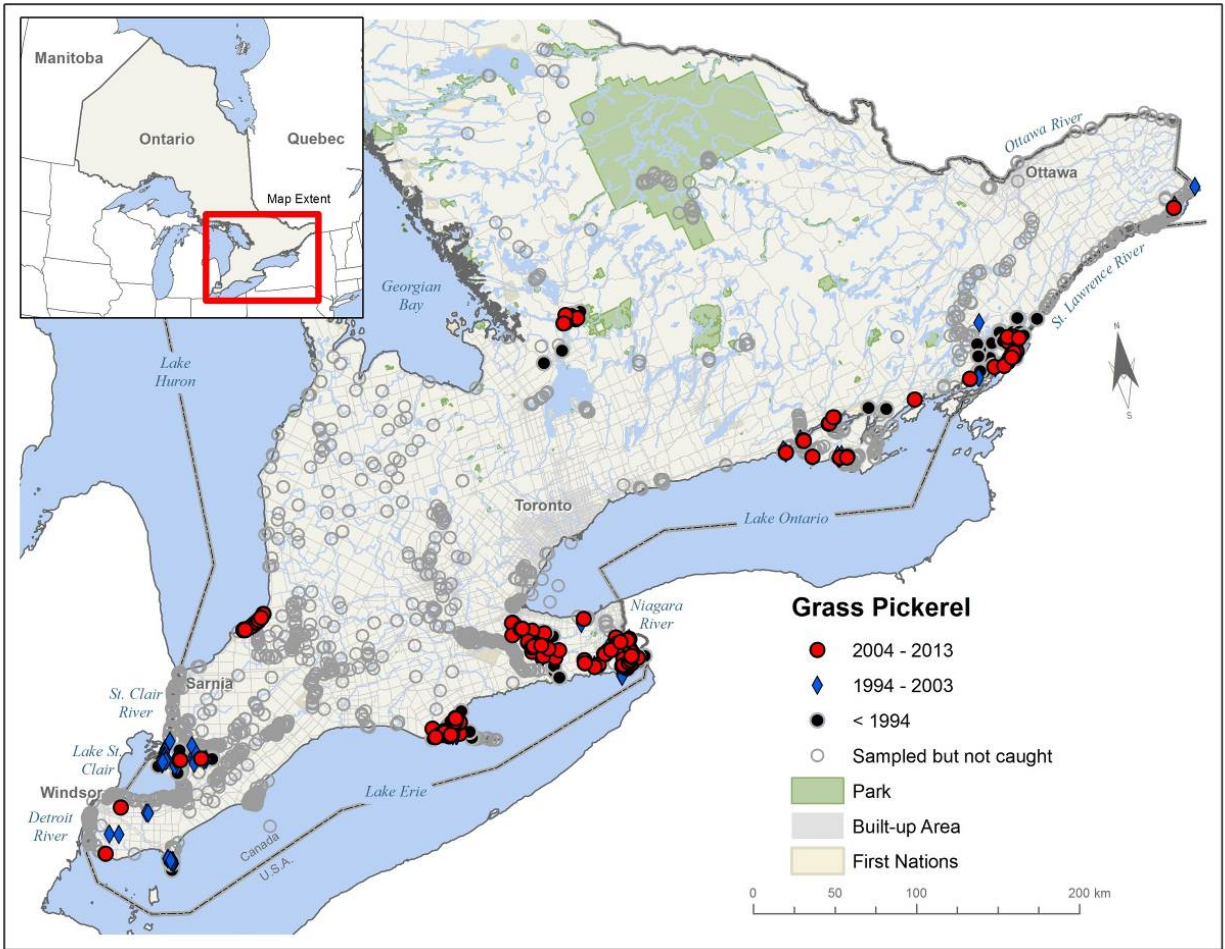 Manitoba
Ontario
Quebec
Map Extent
Ottawa River
Ottawa
St. Lawrence River
Georgian
Bay
Lake
Huron
N
S
Toronto
Lake Ontario
Niagara
River
Sarnia
St. Clair
River
Lake St.
Clair
Windsor
Detroit
River
Lake Erie
Canada
U.S.A.
Grass Pickerel
2004 - 2013
1994 - 2003
< 1994
Sampled but not caught
Park
Built-up Area
First Nations
0 50 100 200 km